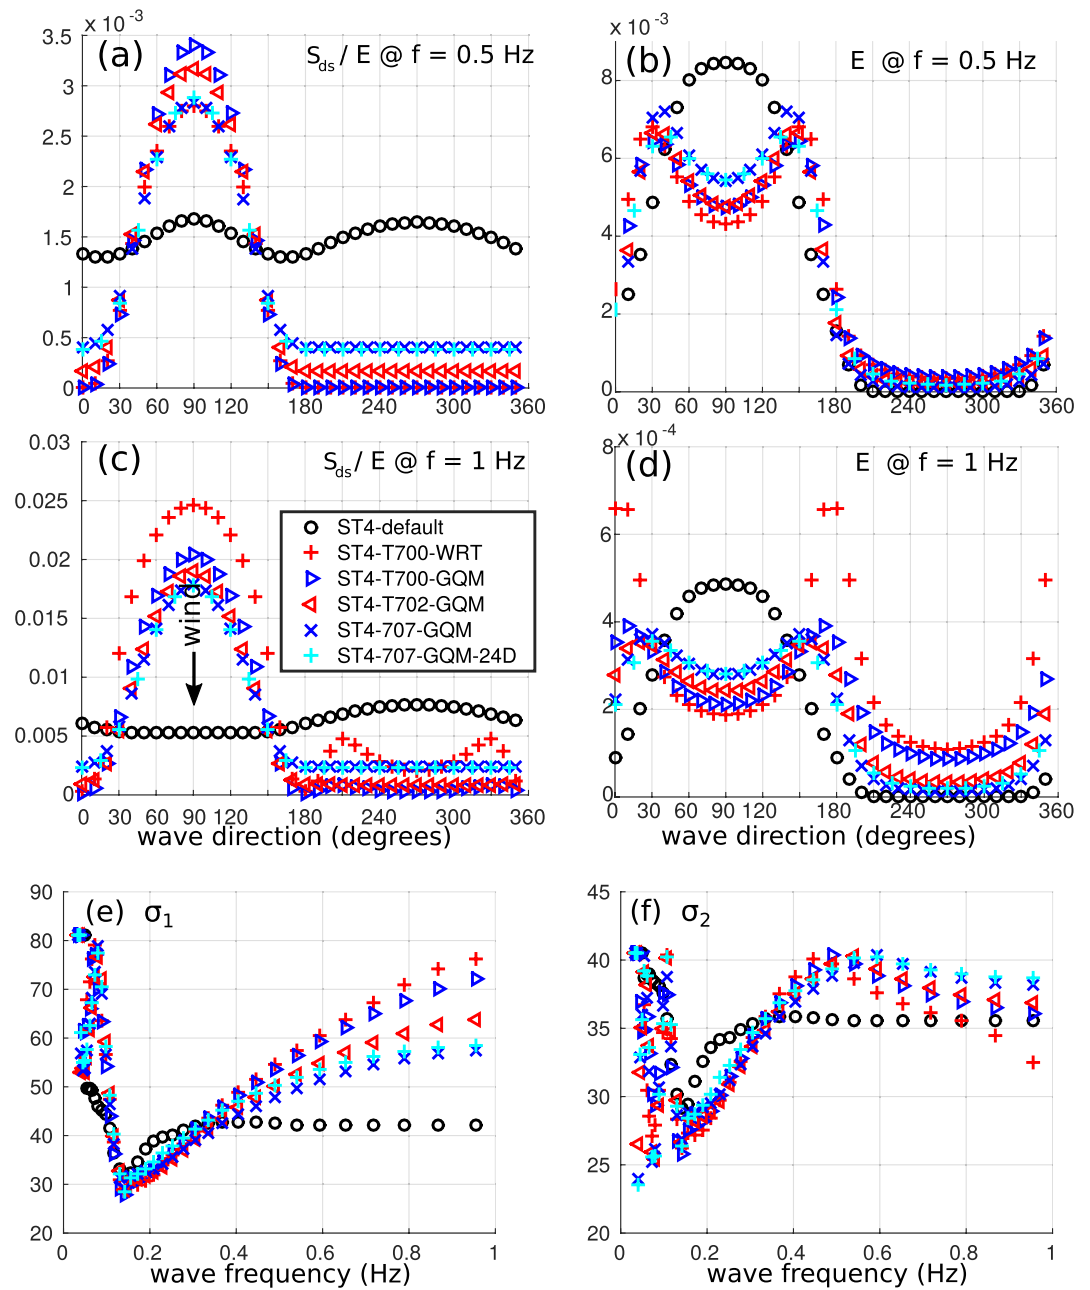 x 10⁻³
(a) S_ds / E @ f = 0.5 Hz
3.5
3
2.5
2
1.5
1
0.5
0
0 30 60 90 120 180 240 300 360
x 10⁻³
(b) E @ f = 0.5 Hz
8
6
4
2
0
0 30 60 90 120 180 240 300 360
(c) S_ds / E @ f = 1 Hz
0.03
0.025
0.02
0.015
0.01
0.005
0
wind
ST4-default
ST4-T700-WRT
ST4-T700-GQM
ST4-T702-GQM
ST4-707-GQM
ST4-707-GQM-24D
0 30 60 90 120 180 240 300 360
wave direction (degrees)
x 10⁻⁴
(d) E @ f = 1 Hz
8
6
4
2
0
0 30 60 90 120 180 240 300 360
wave direction (degrees)
(e) σ₁
90
80
70
60
50
40
30
20
0 0.2 0.4 0.6 0.8 1
wave frequency (Hz)
(f) σ₂
45
40
35
30
25
20
0 0.2 0.4 0.6 0.8 1
wave frequency (Hz)